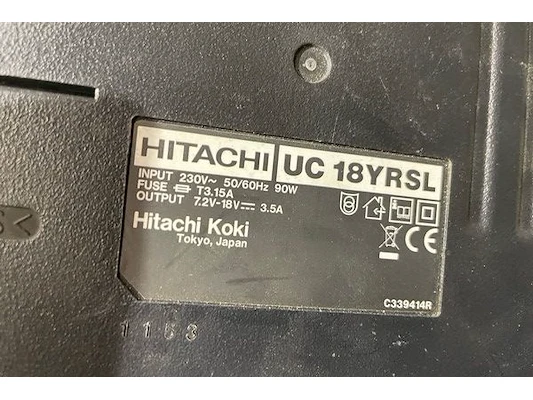 HITACHI UC 18YRSL
INPUT 230V~ 50/60Hz 90W
FUSE T3.15A
OUTPUT 7.2V-18V⎓ 3.5A
Hitachi Koki
Tokyo, Japan
CE
C339414R
1153